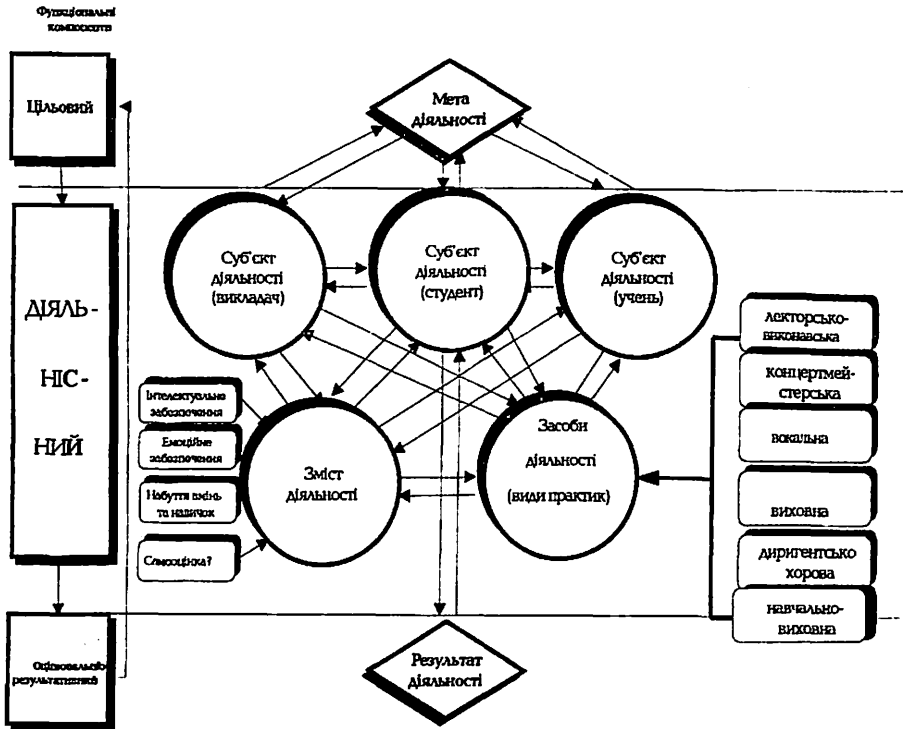 Функціональні
компоненти
Цільовий
Мета
діяльності
ДІЯЛЬ -
НІС -
НИЙ
Суб'єкт
діяльності
(викладач)
Суб'єкт
діяльності
(студент)
Суб'єкт
діяльності
(учень)
Інтелектуальне
забезпечення
Емоційне
забезпечення
Набуття вмінь
та навичок
Самооцінка?
Зміст
діяльності
Засоби
діяльності
(види практик)
лекторсько-
виконавська
концертмей-
стерська
вокальна
виховна
диригентсько
хорова
навчально-
виховна
Оцінювально
результативний
Результат
діяльності